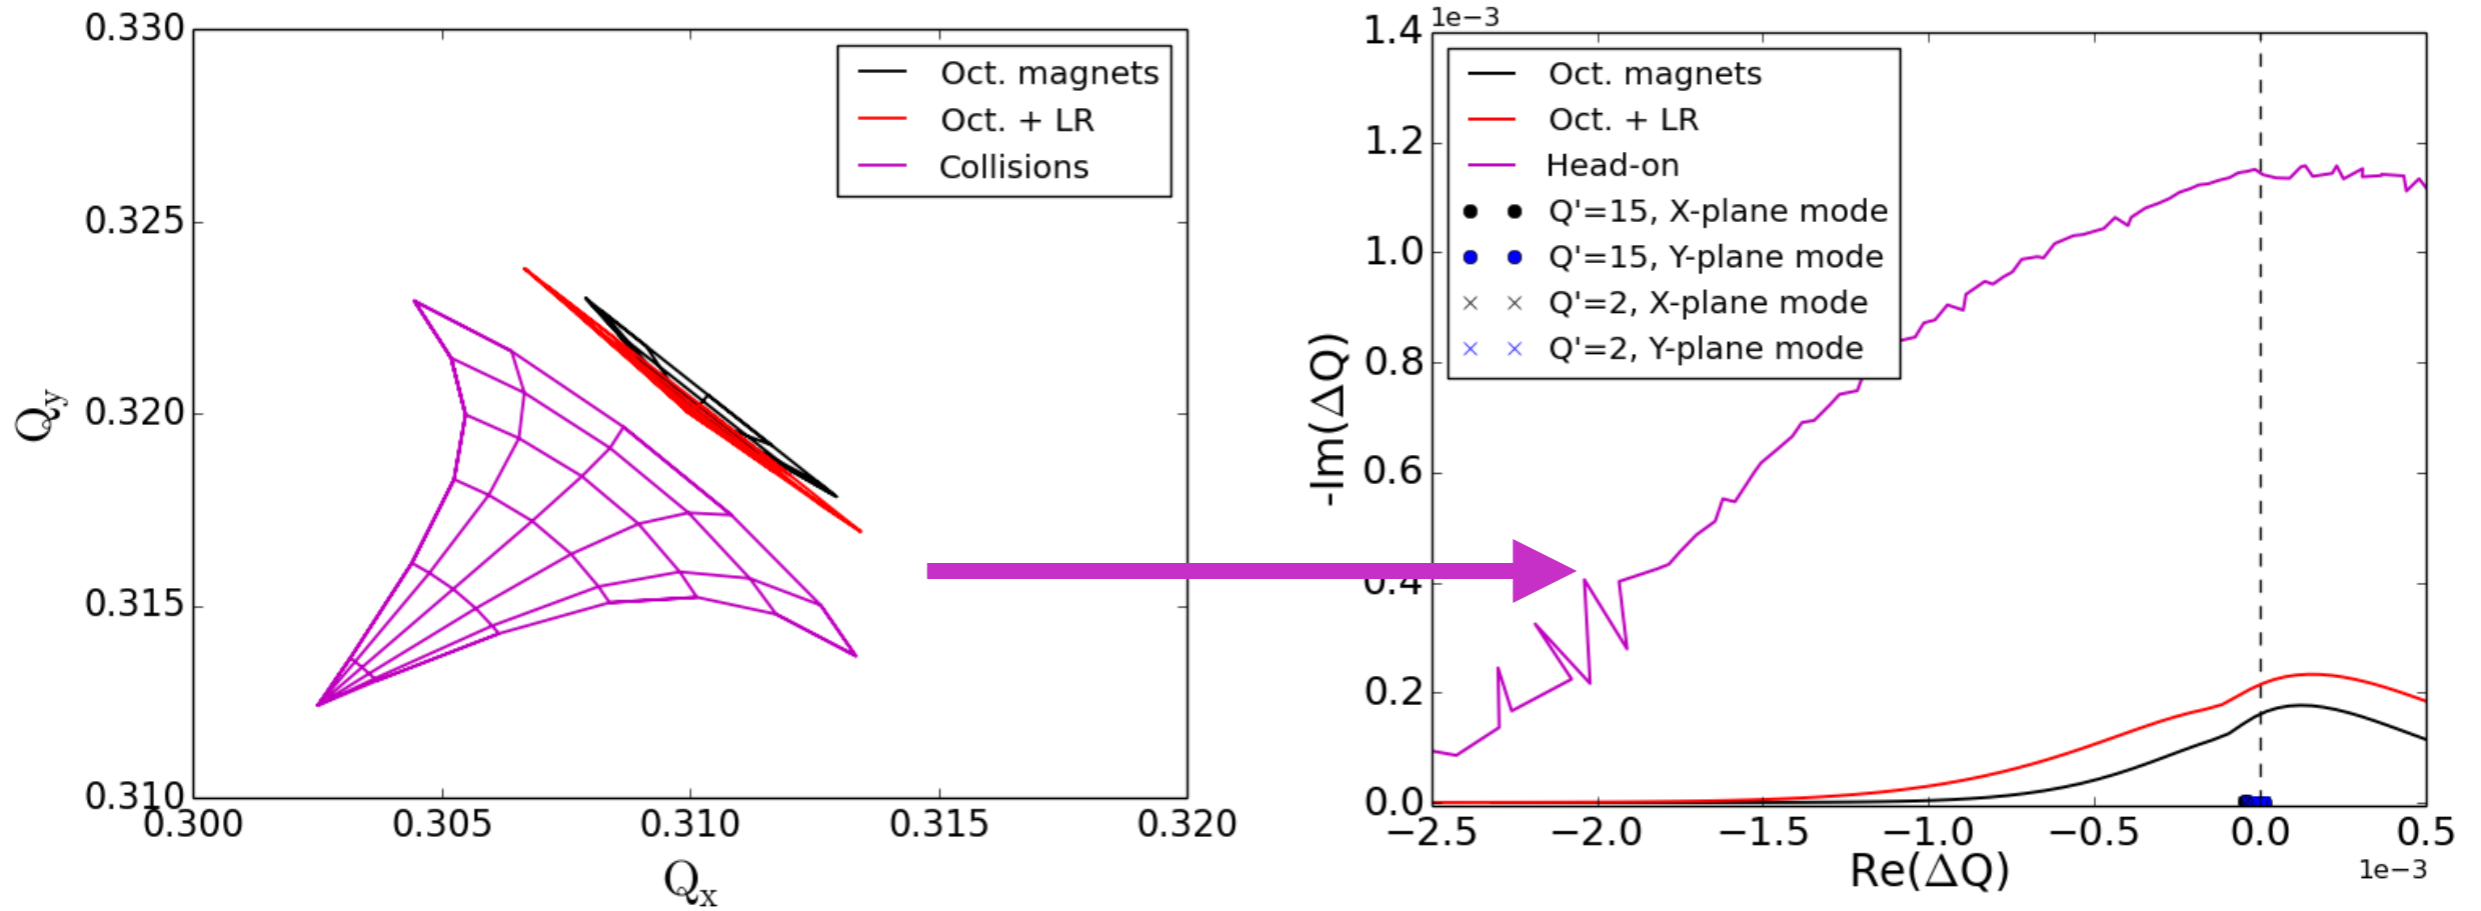 0.330
0.325
0.320
0.315
0.310
0.300
0.305
0.310
0.315
0.320
Qy
Qx
Oct. magnets
Oct. + LR
Collisions
1e−3
1.4
1.2
1.0
0.8
0.6
0.4
0.2
0.0
−2.5
−2.0
−1.5
−1.0
−0.5
0.0
0.5
1e−3
-Im(ΔQ)
Re(ΔQ)
Oct. magnets
Oct. + LR
Head-on
Q'=15, X-plane mode
Q'=15, Y-plane mode
Q'=2, X-plane mode
Q'=2, Y-plane mode